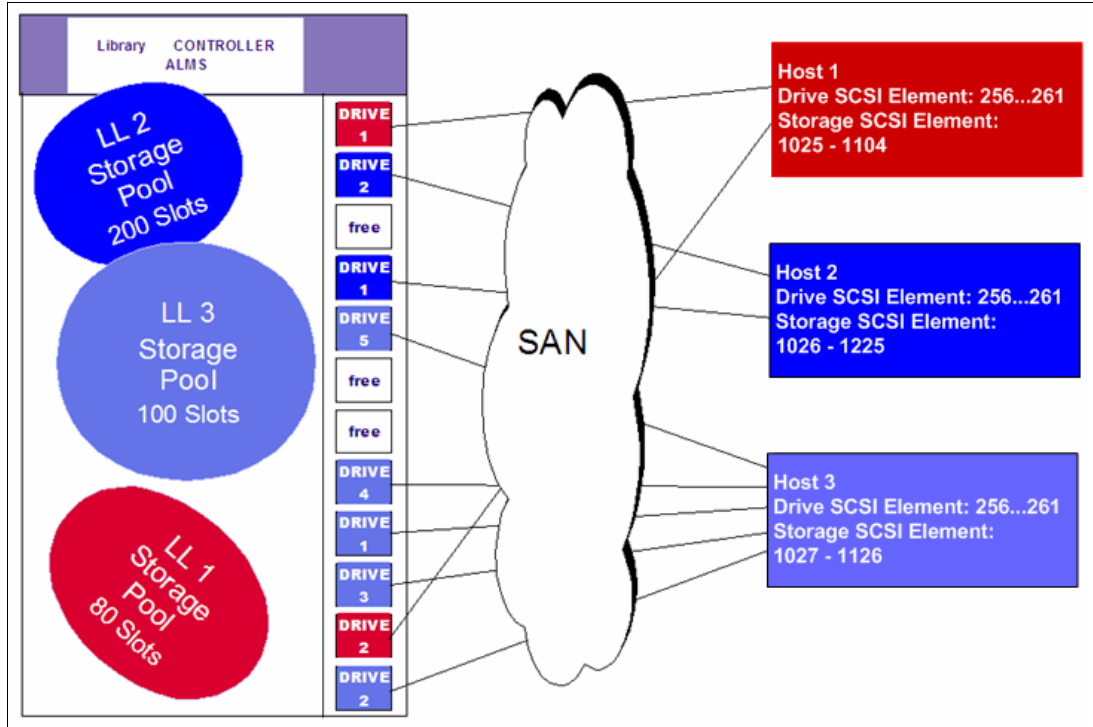 Library CONTROLLER
ALMS
LL 2
Storage
Pool
200 Slots
LL 3
Storage
Pool
100 Slots
LL 1
Storage
Pool
80 Slots
DRIVE
1
DRIVE
2
free
DRIVE
1
DRIVE
5
free
free
DRIVE
4
DRIVE
1
DRIVE
3
DRIVE
2
DRIVE
2
SAN
Host 1
Drive SCSI Element: 256...261
Storage SCSI Element:
1025 - 1104
Host 2
Drive SCSI Element: 256...261
Storage SCSI Element:
1026 - 1225
Host 3
Drive SCSI Element: 256...261
Storage SCSI Element:
1027 - 1126